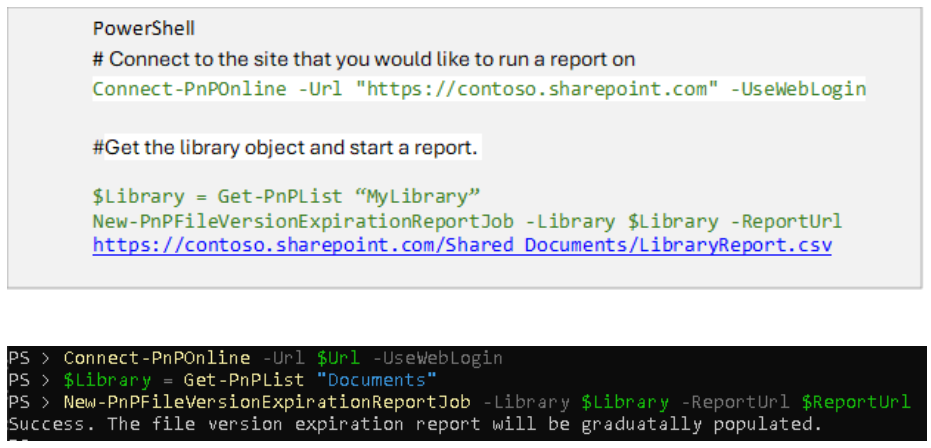 PowerShell
# Connect to the site that you would like to run a report on
Connect-PnPOnline -Url "https://contoso.sharepoint.com" -UseWebLogin
#Get the library object and start a report.
$Library = Get-PnPList “MyLibrary”
New-PnPFileVersionExpirationReportJob -Library $Library -ReportUrl
https://contoso.sharepoint.com/Shared Documents/LibraryReport.csv
PS > Connect-PnPOnline -Url $Url -UseWebLogin
PS > $Library = Get-PnPList "Documents"
PS > New-PnPFileVersionExpirationReportJob -Library $Library -ReportUrl $ReportUrl
Success. The file version expiration report will be graduatally populated.